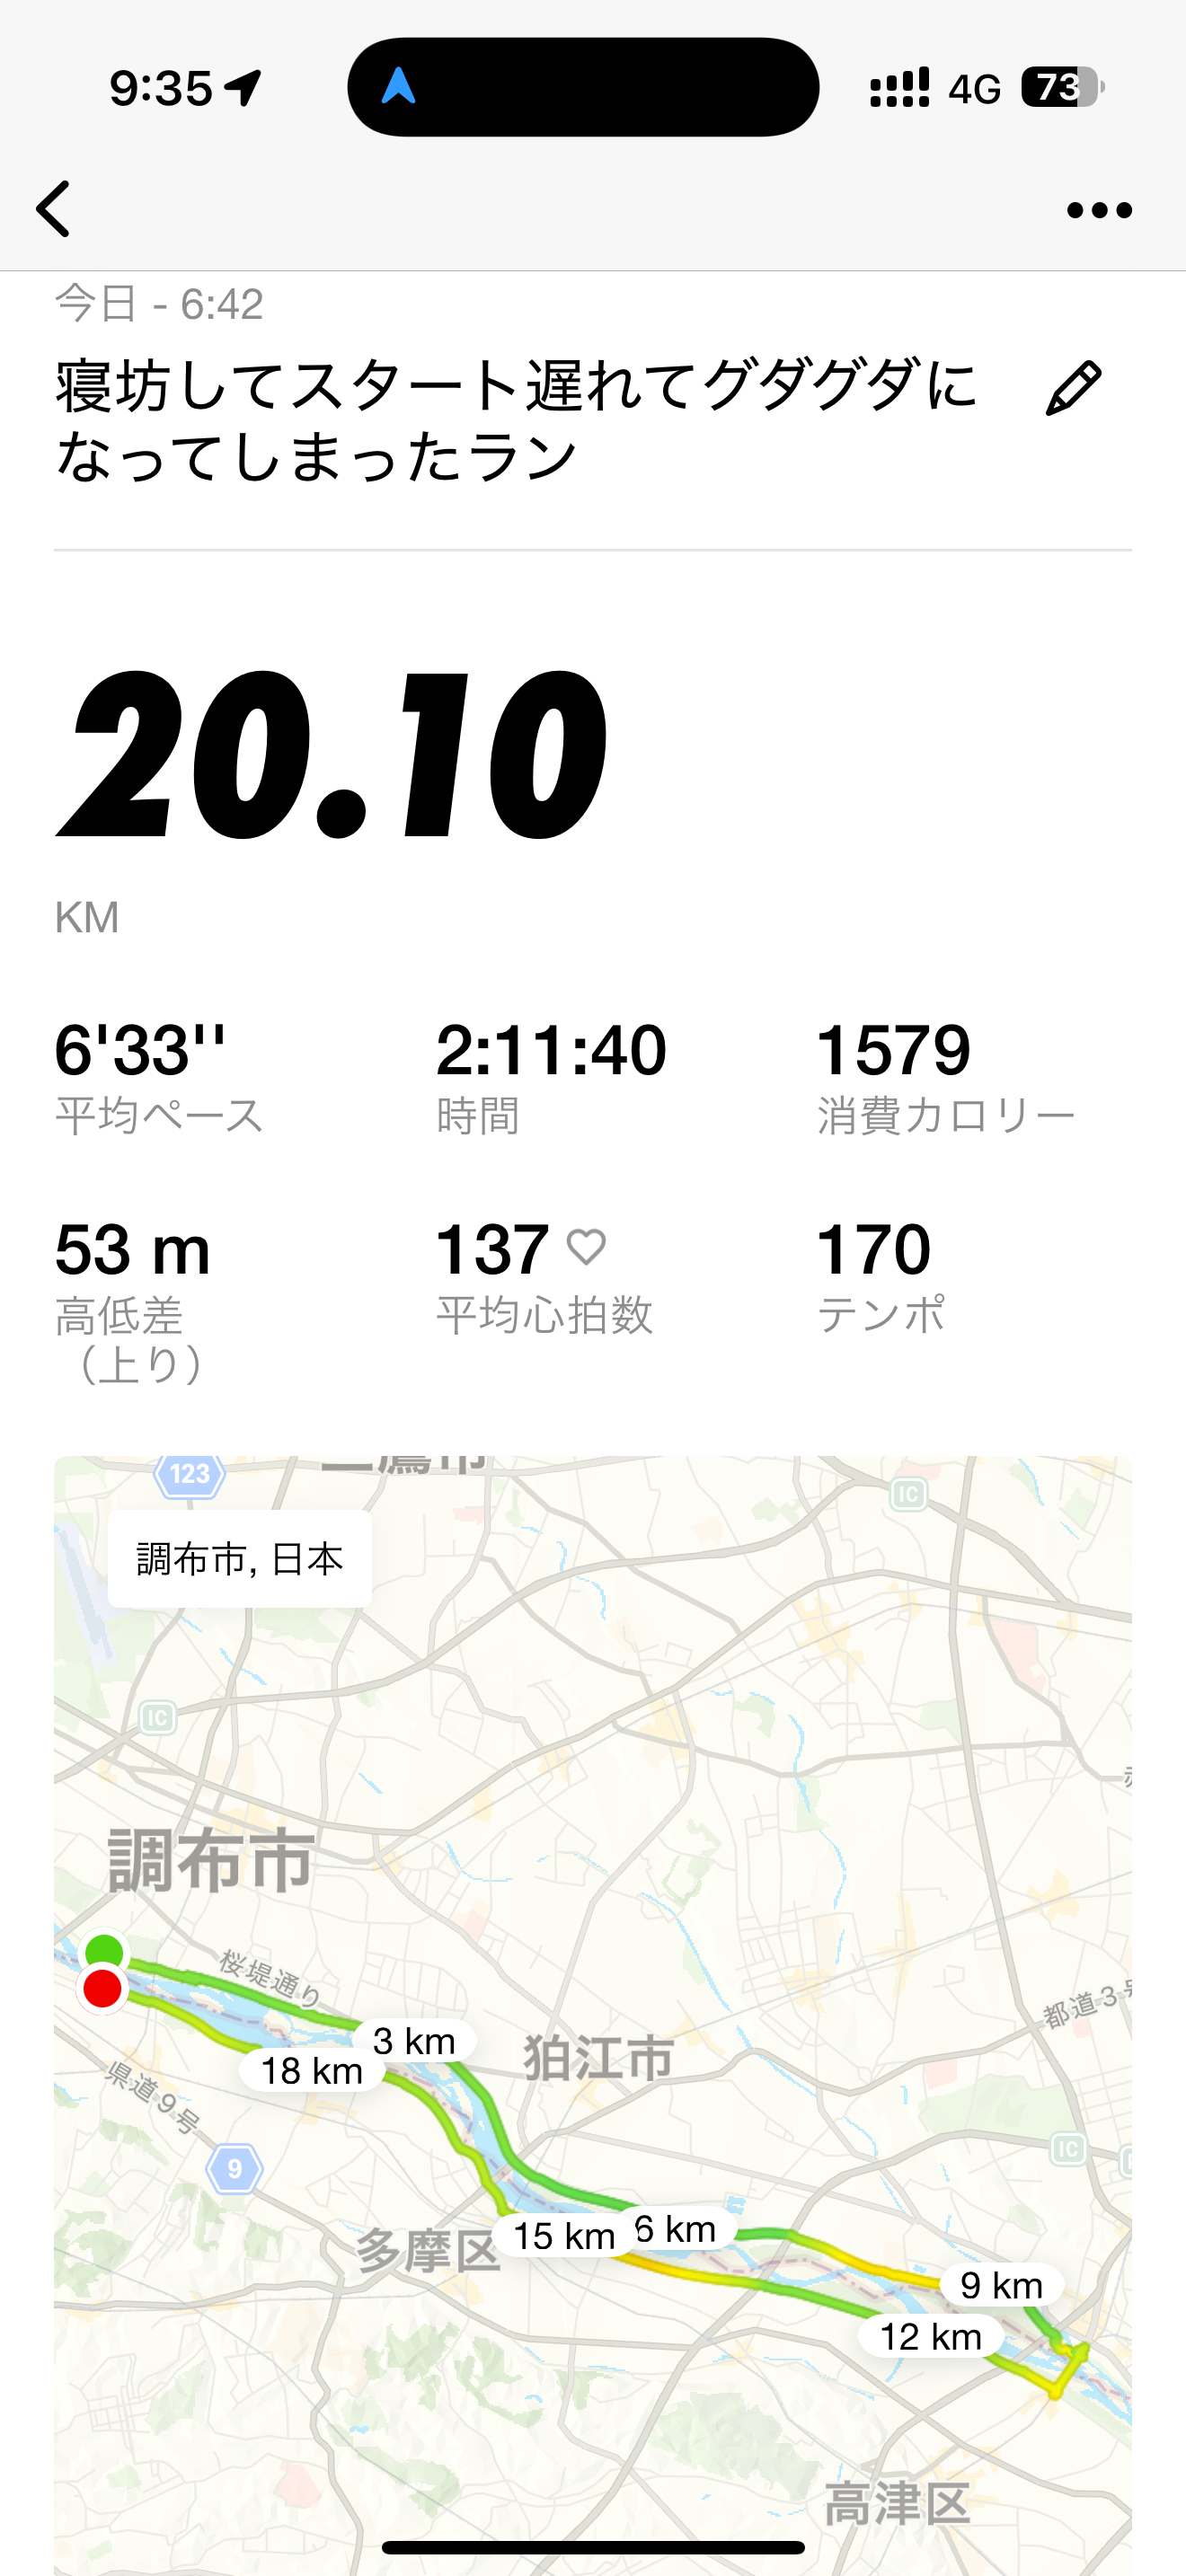 9:35 4G 73
今日 - 6:42
寝坊してスタート遅れてグダグダに
なってしまったラン
20.10
KM
6'33'' 2:11:40 1579
平均ペース 時間 消費カロリー
53 m 137 170
高低差 平均心拍数 テンポ
（上り）
123 三鷹市
IC
調布市, 日本
IC
調布市
桜堤通り
都道3号
3 km
狛江市
18 km
県道9号
IC
9
6 km
15 km
多摩区
9 km
12 km
高津区